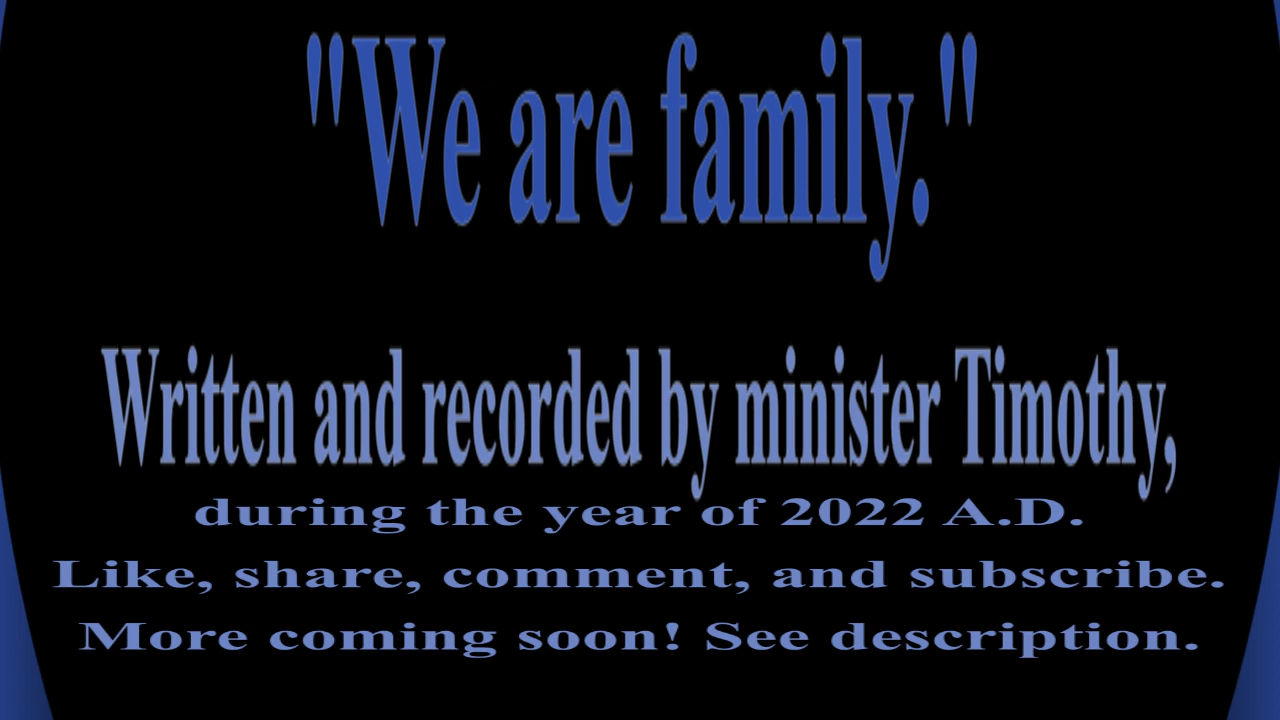 "We are family."
Written and recorded by minister Timothy,
during the year of 2022 A.D.
Like, share, comment, and subscribe.
More coming soon! See description.